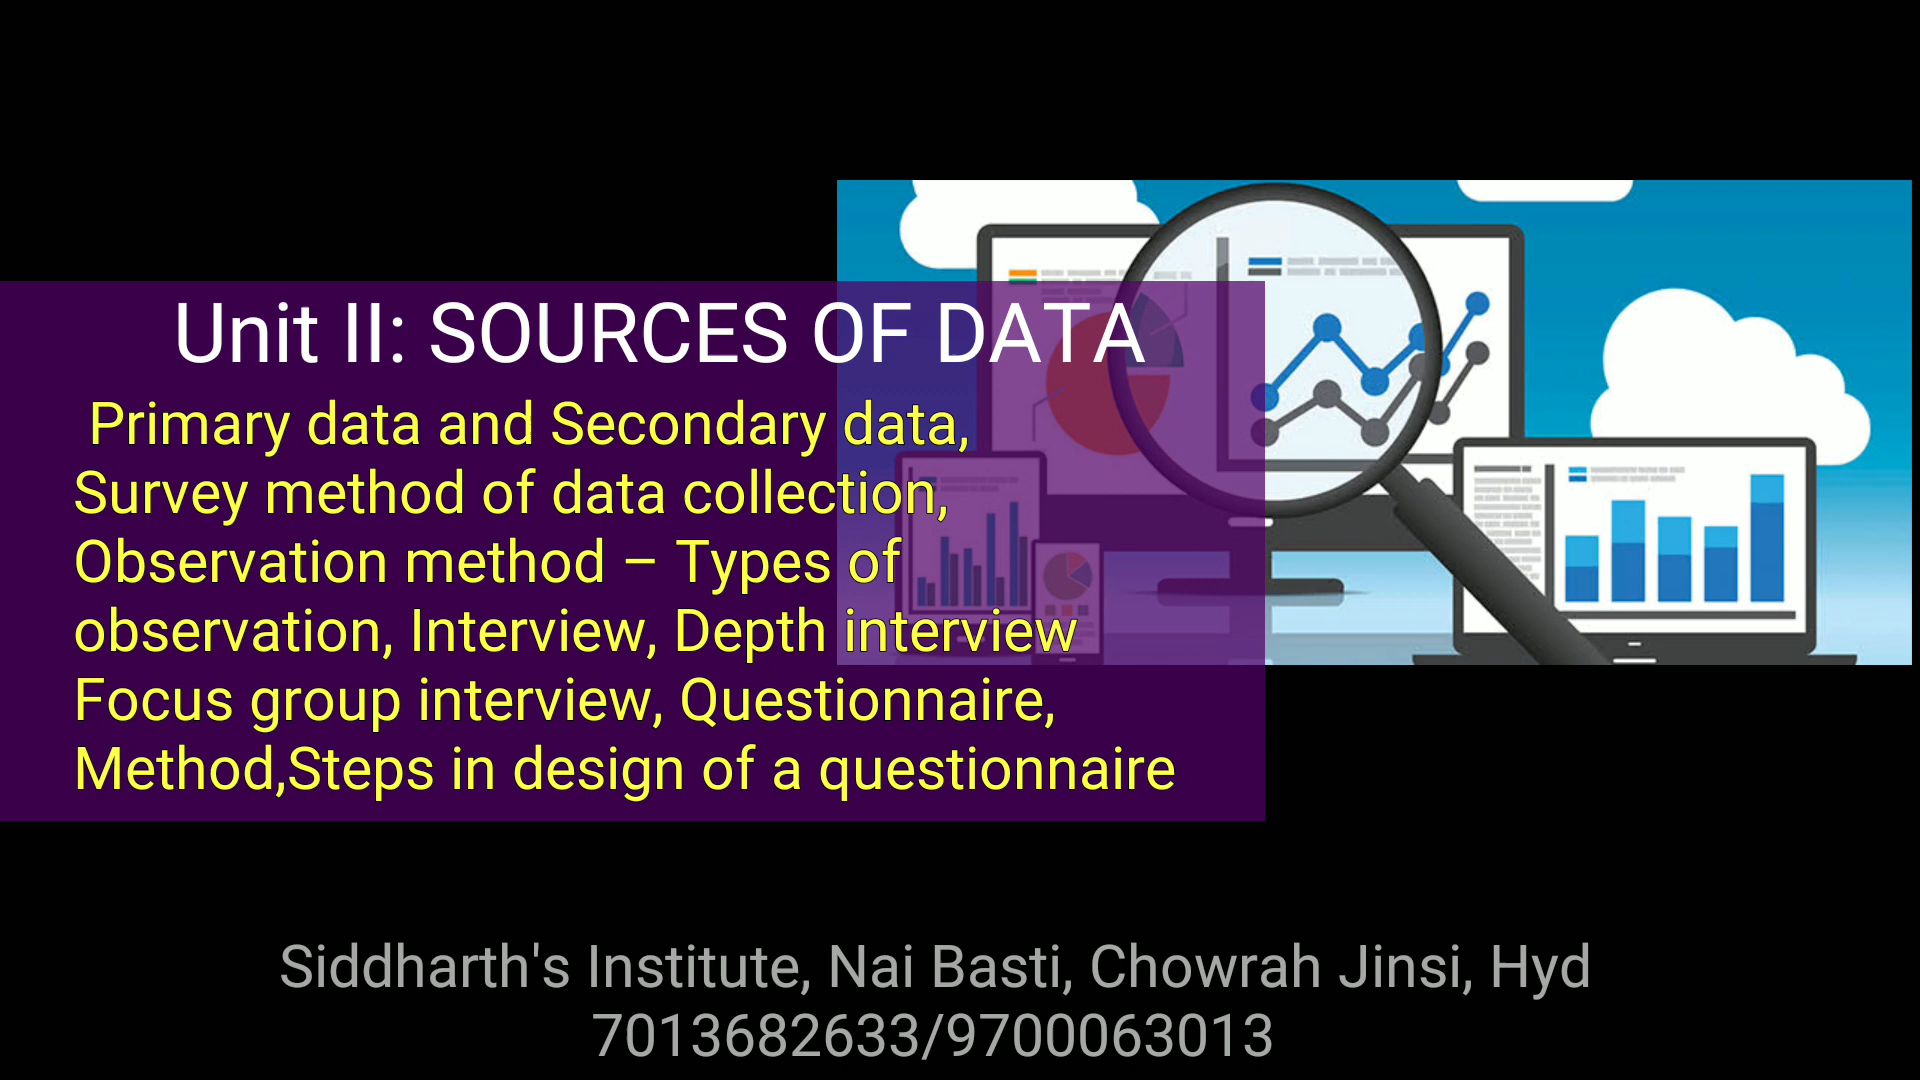 Unit II: SOURCES OF DATA
Primary data and Secondary data,
Survey method of data collection,
Observation method – Types of
observation, Interview, Depth interview
Focus group interview, Questionnaire,
Method,Steps in design of a questionnaire
Siddharth's Institute, Nai Basti, Chowrah Jinsi, Hyd
7013682633/9700063013